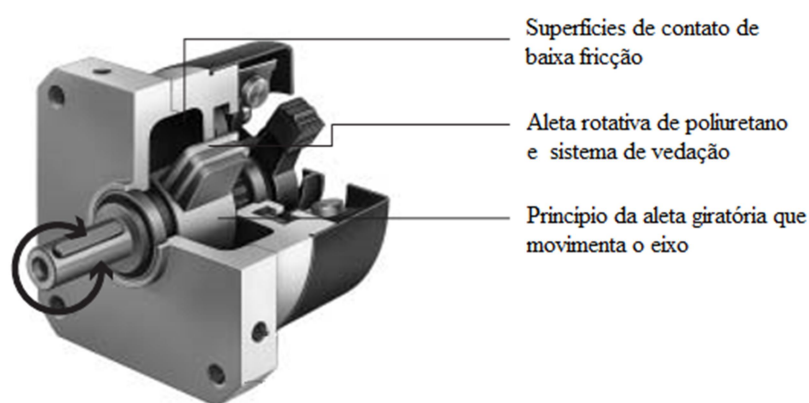 Superfícies de contato de
baixa fricção
Aleta rotativa de poliuretano
e sistema de vedação
Princípio da aleta giratória que
movimenta o eixo